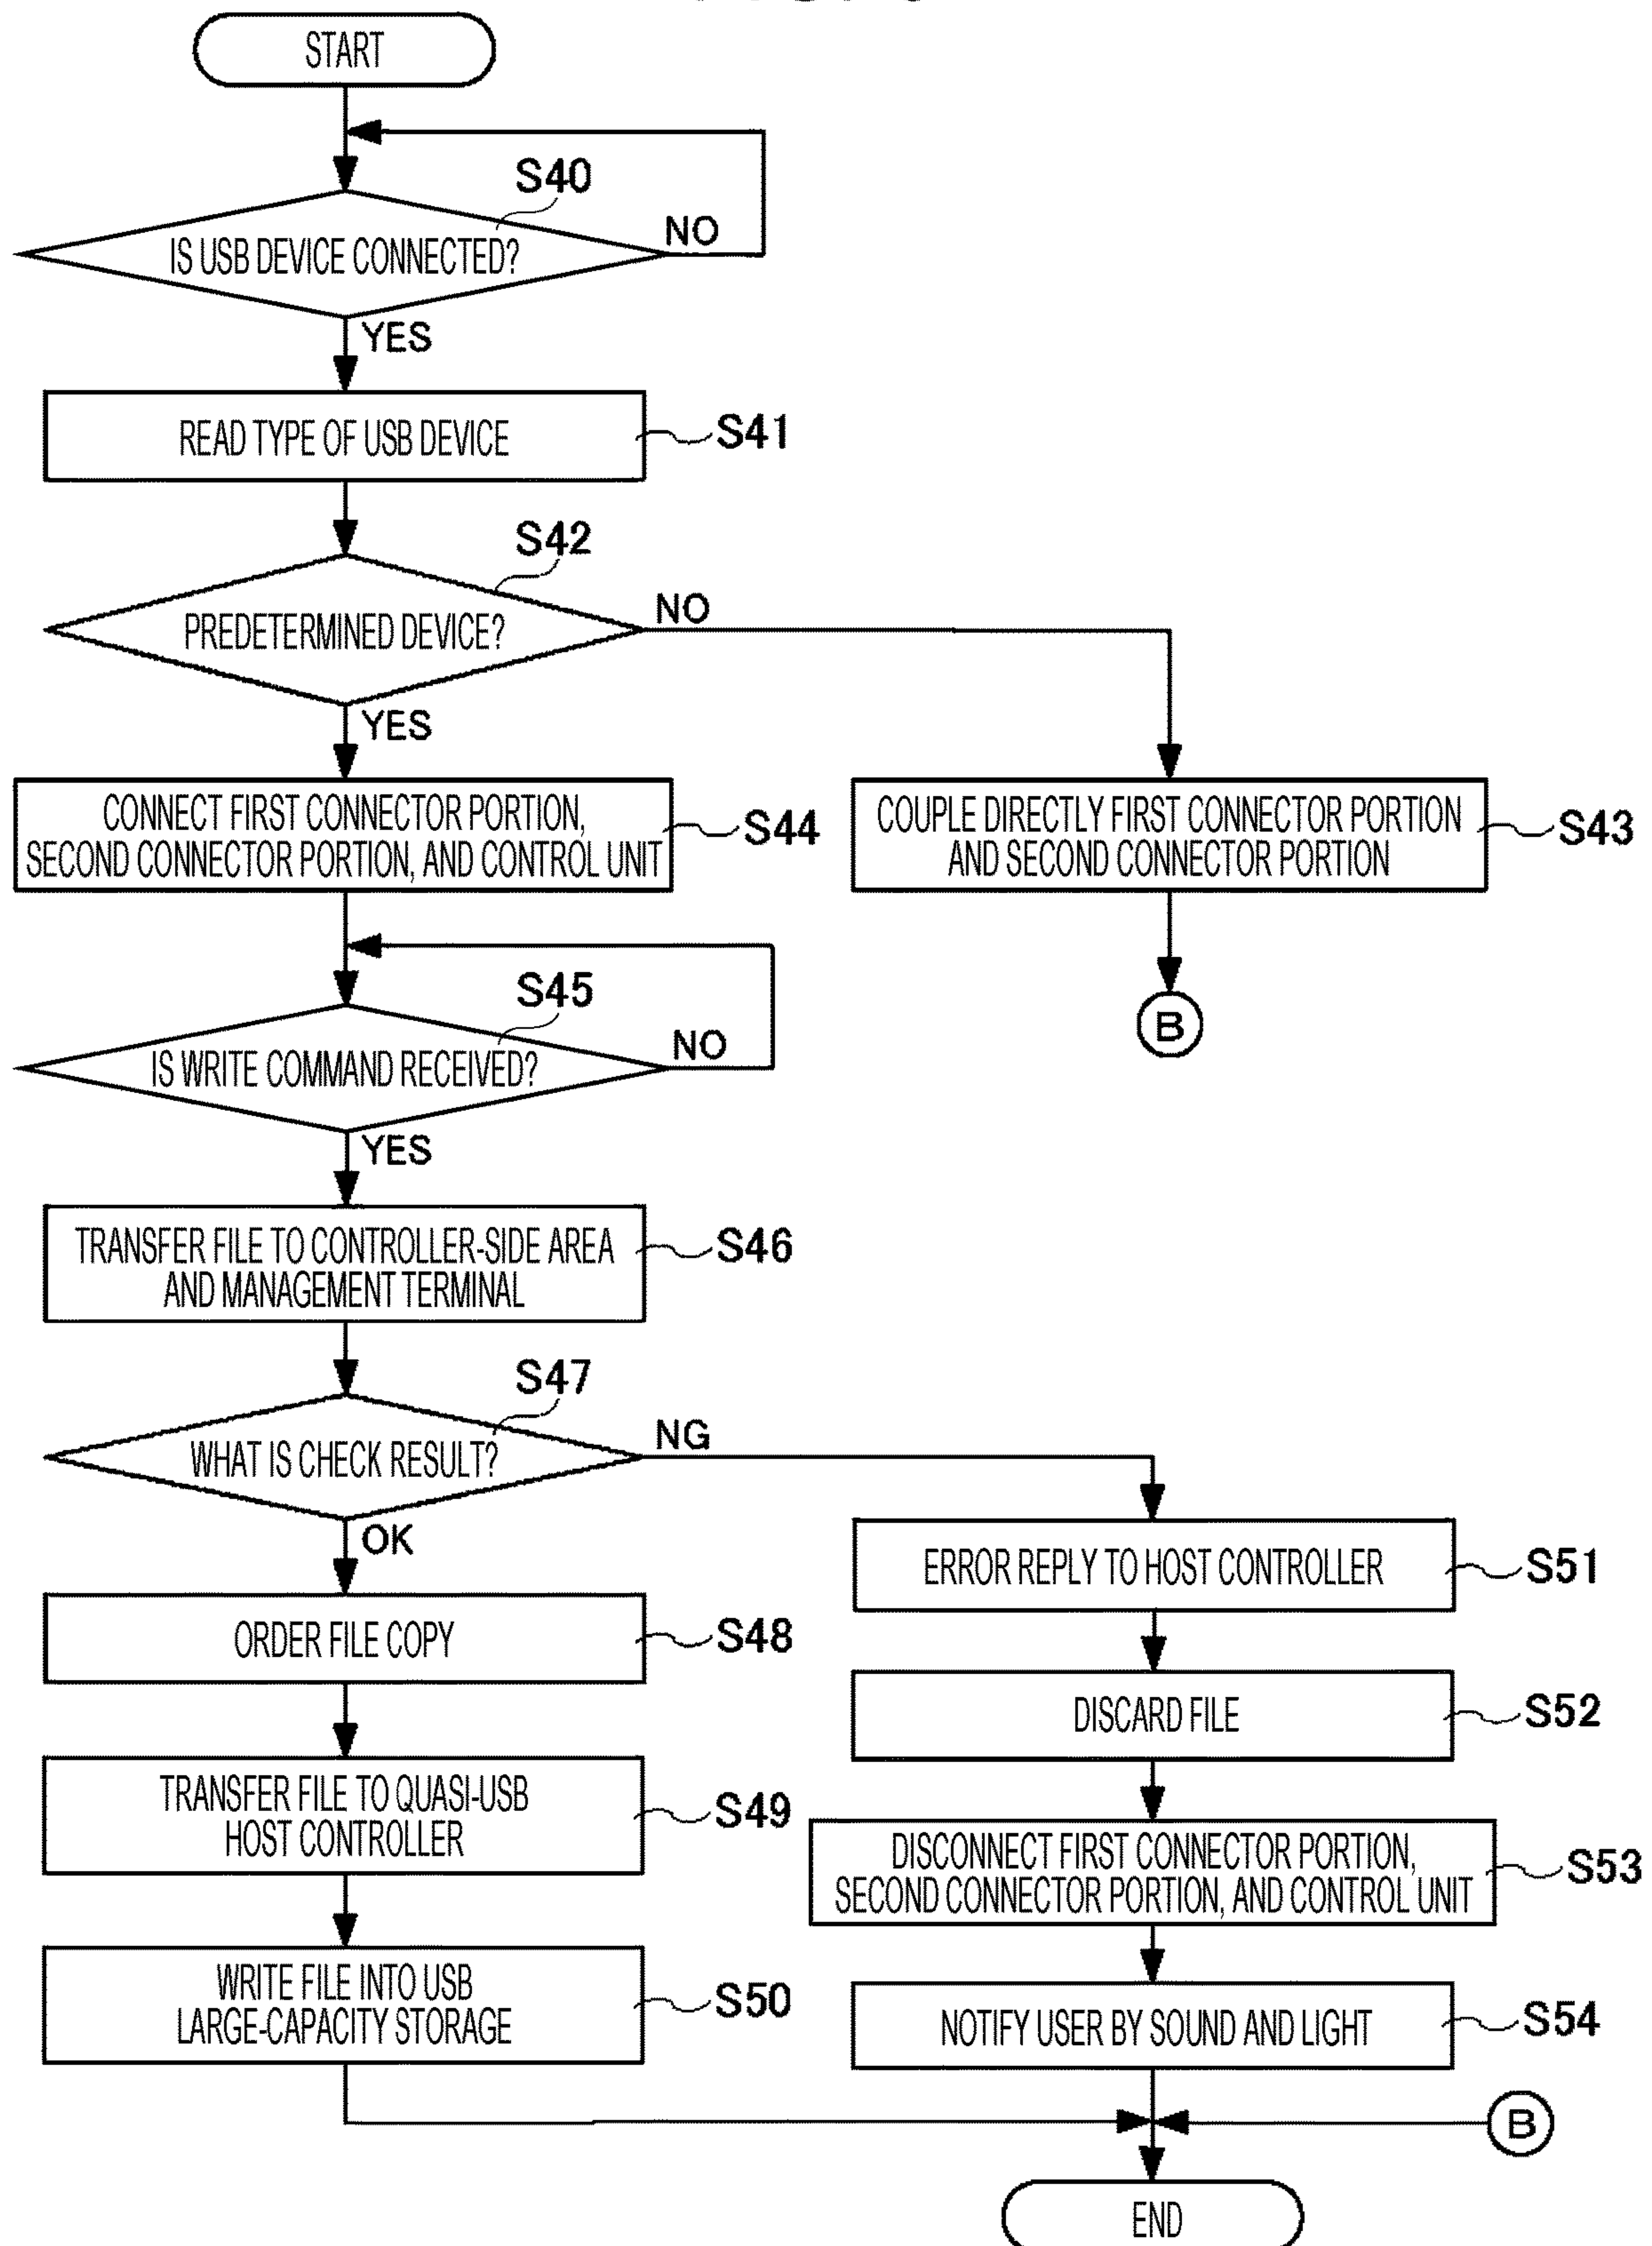 START
S40
NO
IS USB DEVICE CONNECTED?
YES
READ TYPE OF USB DEVICE
S41
S42
NO
PREDETERMINED DEVICE?
YES
CONNECT FIRST CONNECTOR PORTION,
SECOND CONNECTOR PORTION, AND CONTROL UNIT
S44
COUPLE DIRECTLY FIRST CONNECTOR PORTION
AND SECOND CONNECTOR PORTION
S43
B
S45
NO
IS WRITE COMMAND RECEIVED?
YES
TRANSFER FILE TO CONTROLLER-SIDE AREA
AND MANAGEMENT TERMINAL
S46
S47
NG
WHAT IS CHECK RESULT?
OK
ERROR REPLY TO HOST CONTROLLER
S51
ORDER FILE COPY
S48
DISCARD FILE
S52
TRANSFER FILE TO QUASI-USB
HOST CONTROLLER
S49
DISCONNECT FIRST CONNECTOR PORTION,
SECOND CONNECTOR PORTION, AND CONTROL UNIT
S53
WRITE FILE INTO USB
LARGE-CAPACITY STORAGE
S50
NOTIFY USER BY SOUND AND LIGHT
S54
B
END